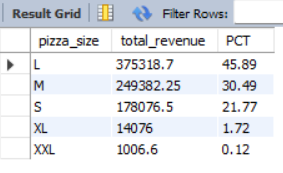 Result Grid Filter Rows:
pizza_size total_revenue PCT
L 375318.7 45.89
M 249382.25 30.49
S 178076.5 21.77
XL 14076 1.72
XXL 1006.6 0.12